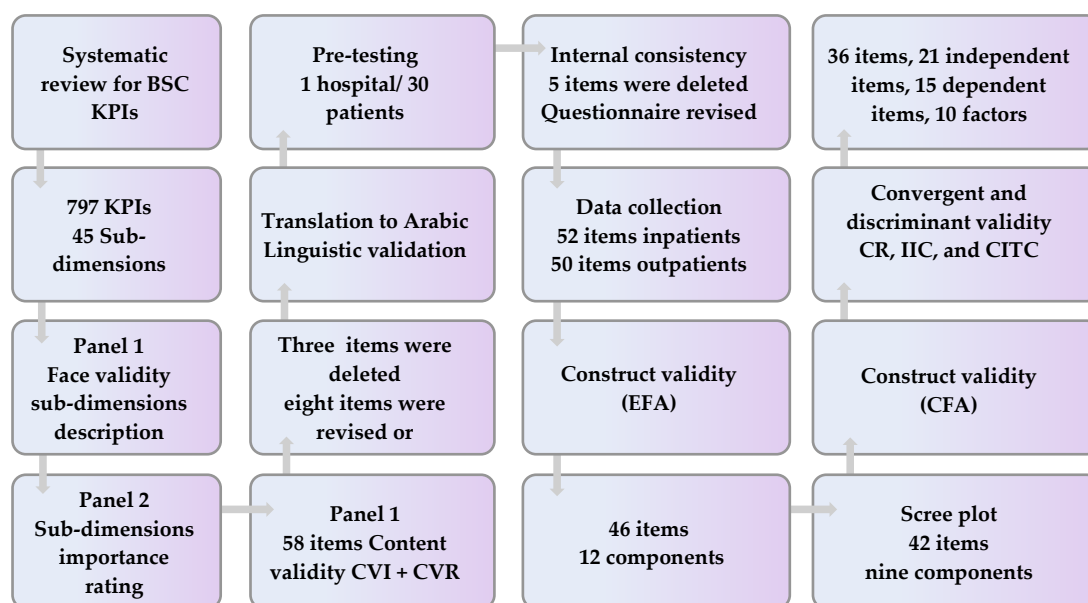 Systematic
review for BSC
KPIs
797 KPIs
45 Sub-
dimensions
Panel 1
Face validity
sub-dimensions
description
Panel 2
Sub-dimensions
importance
rating
Panel 1
58 items Content
validity CVI + CVR
Three items were
deleted
eight items were
revised or
Translation to Arabic
Linguistic validation
Pre-testing
1 hospital/ 30
patients
Internal consistency
5 items were deleted
Questionnaire revised
Data collection
52 items inpatients
50 items outpatients
Construct validity
(EFA)
46 items
12 components
Scree plot
42 items
nine components
Construct validity
(CFA)
Convergent and
discriminant validity
CR, IIC, and CITC
36 items, 21 independent
items, 15 dependent
items, 10 factors